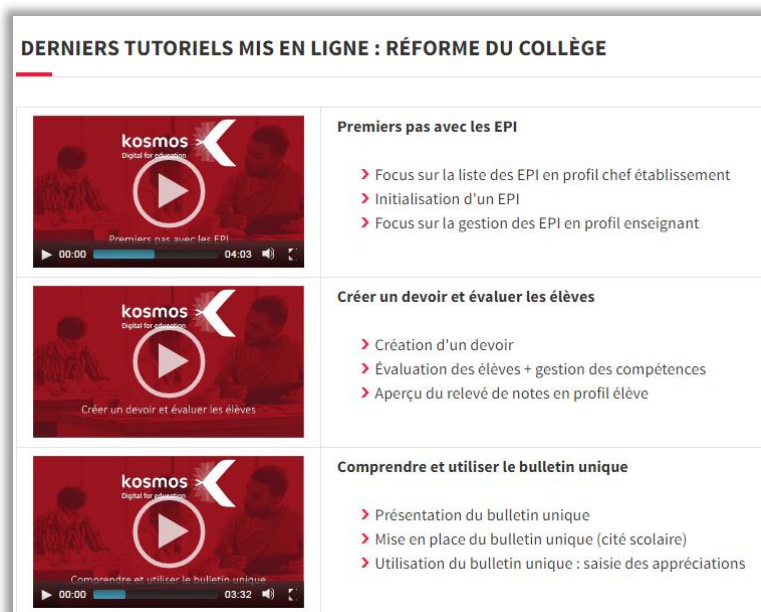 DERNIERS TUTORIELS MIS EN LIGNE : RÉFORME DU COLLÈGE
kosmos
Digital for education
Premiers pas avec les EPI
00:00
04:03
Premiers pas avec les EPI
Focus sur la liste des EPI en profil chef établissement
Initialisation d'un EPI
Focus sur la gestion des EPI en profil enseignant
kosmos
Digital for education
Créer un devoir et évaluer les élèves
Créer un devoir et évaluer les élèves
Création d'un devoir
Évaluation des élèves + gestion des compétences
Aperçu du relevé de notes en profil élève
kosmos
Digital for education
Comprendre et utiliser le bulletin unique
00:00
03:32
Comprendre et utiliser le bulletin unique
Présentation du bulletin unique
Mise en place du bulletin unique (cité scolaire)
Utilisation du bulletin unique : saisie des appréciations